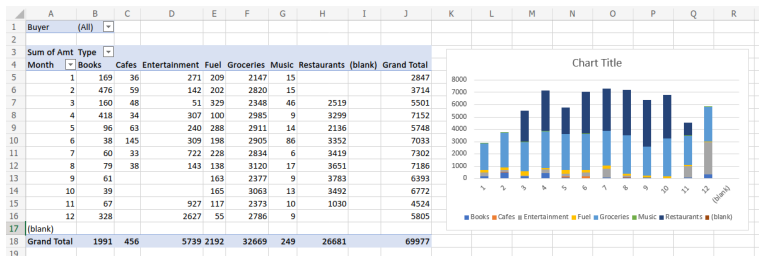 A B C D E F G H I J K L M N O P Q R
1 Buyer (All)
2
3 Sum of Amt Type
4 Month Books Cafes Entertainment Fuel Groceries Music Restaurants (blank) Grand Total
5 1 169 36 271 209 2147 15 2847
6 2 476 59 142 202 2820 15 3714
7 3 160 48 51 329 2348 46 2519 5501
8 4 418 34 307 100 2985 9 3299 7152
9 5 96 63 240 288 2911 14 2136 5748
10 6 38 145 309 198 2905 86 3352 7033
11 7 60 33 722 228 2834 6 3419 7302
12 8 79 38 143 138 3120 17 3651 7186
13 9 61 163 2377 9 3783 6393
14 10 39 165 3063 13 3492 6772
15 11 67 927 117 2373 10 1030 4524
16 12 328 2627 55 2786 9 5805
17 (blank)
18 Grand Total 1991 456 5739 2192 32669 249 26681 69977
19
Chart Title
8000
7000
6000
5000
4000
3000
2000
1000
0
1 2 3 4 5 6 7 8 9 10 11 12 (blank)
Books Cafes Entertainment Fuel Groceries Music Restaurants (blank)